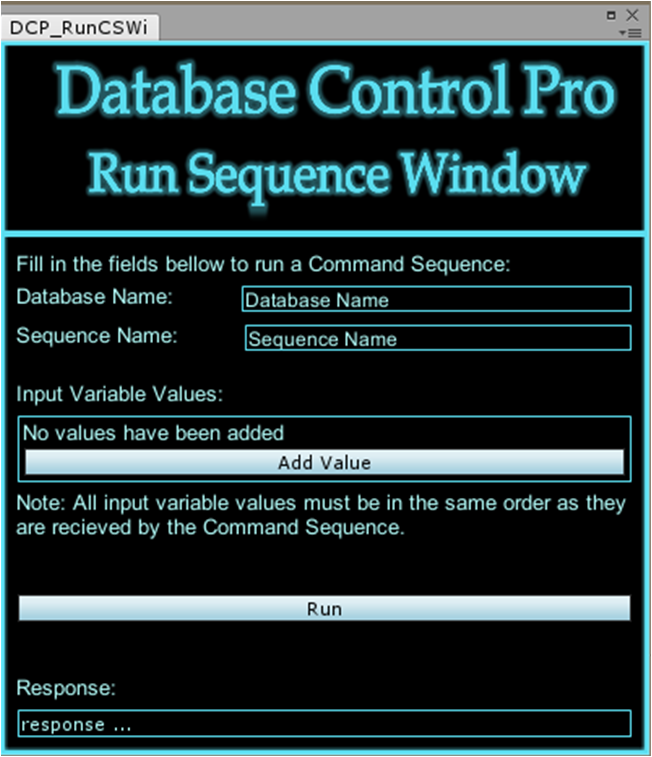 DCP_RunCSWi
Database Control Pro
Run Sequence Window
Fill in the fields bellow to run a Command Sequence:
Database Name: Database Name
Sequence Name: Sequence Name
Input Variable Values:
No values have been added
Add Value
Note: All input variable values must be in the same order as they
are recieved by the Command Sequence.
Run
Response:
response ...